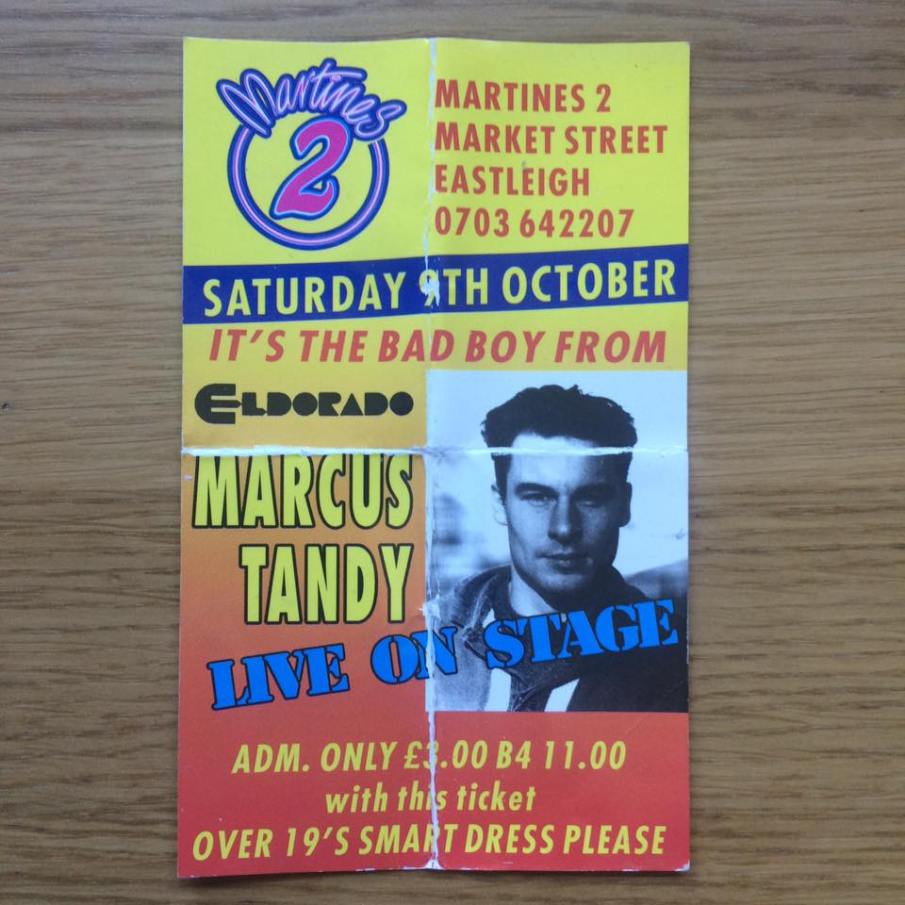 Martines
2
MARTINES 2
MARKET STREET
EASTLEIGH
0703 642207
SATURDAY 9TH OCTOBER
IT'S THE BAD BOY FROM
ELDORADO
MARCUS
TANDY
LIVE ON STAGE
ADM. ONLY £3.00 B4 11.00
with this ticket
OVER 19'S SMART DRESS PLEASE